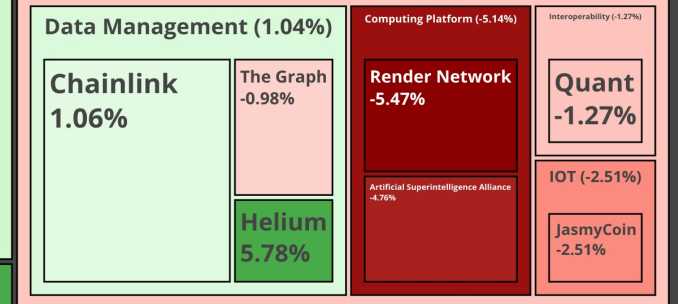 Data Management (1.04%)
Chainlink
1.06%
The Graph
-0.98%
Helium
5.78%
Computing Platform (-5.14%)
Render Network
-5.47%
Artificial Superintelligence Alliance
-4.76%
Interoperability (-1.27%)
Quant
-1.27%
IOT (-2.51%)
JasmyCoin
-2.51%